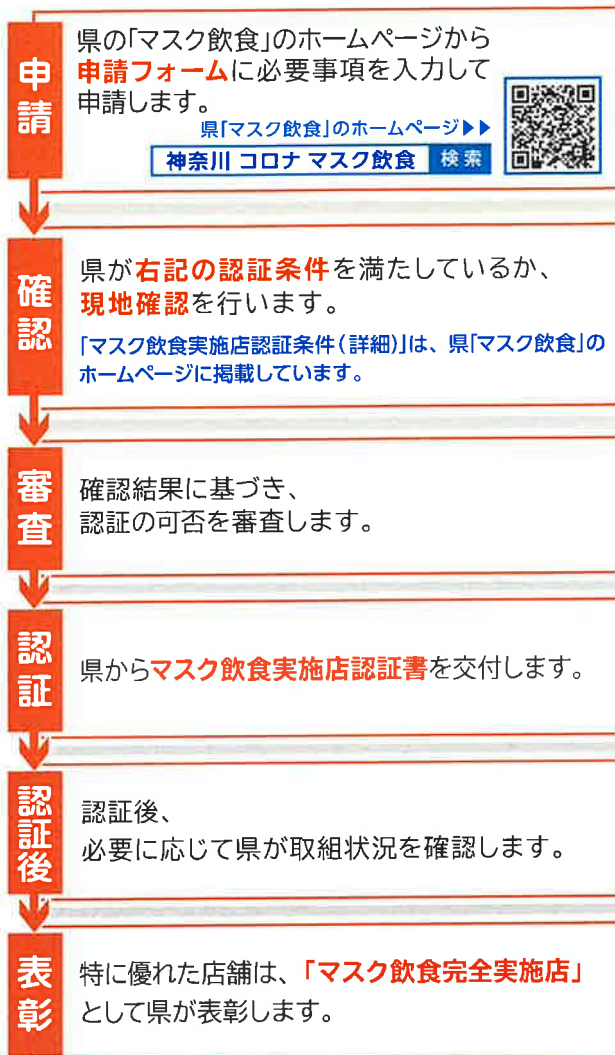 申請
県の「マスク飲食」のホームページから
申請フォームに必要事項を入力して
申請します。
県「マスク飲食」のホームページ▶▶
神奈川 コロナ マスク飲食 検索
確認
県が右記の認証条件を満たしているか、
現地確認を行います。
「マスク飲食実施店認証条件(詳細)」は、県「マスク飲食」の
ホームページに掲載しています。
審査
確認結果に基づき、
認証の可否を審査します。
認証
県からマスク飲食実施店認証書を交付します。
認証後
認証後、
必要に応じて県が取組状況を確認します。
表彰
特に優れた店舗は、「マスク飲食完全実施店」
として県が表彰します。